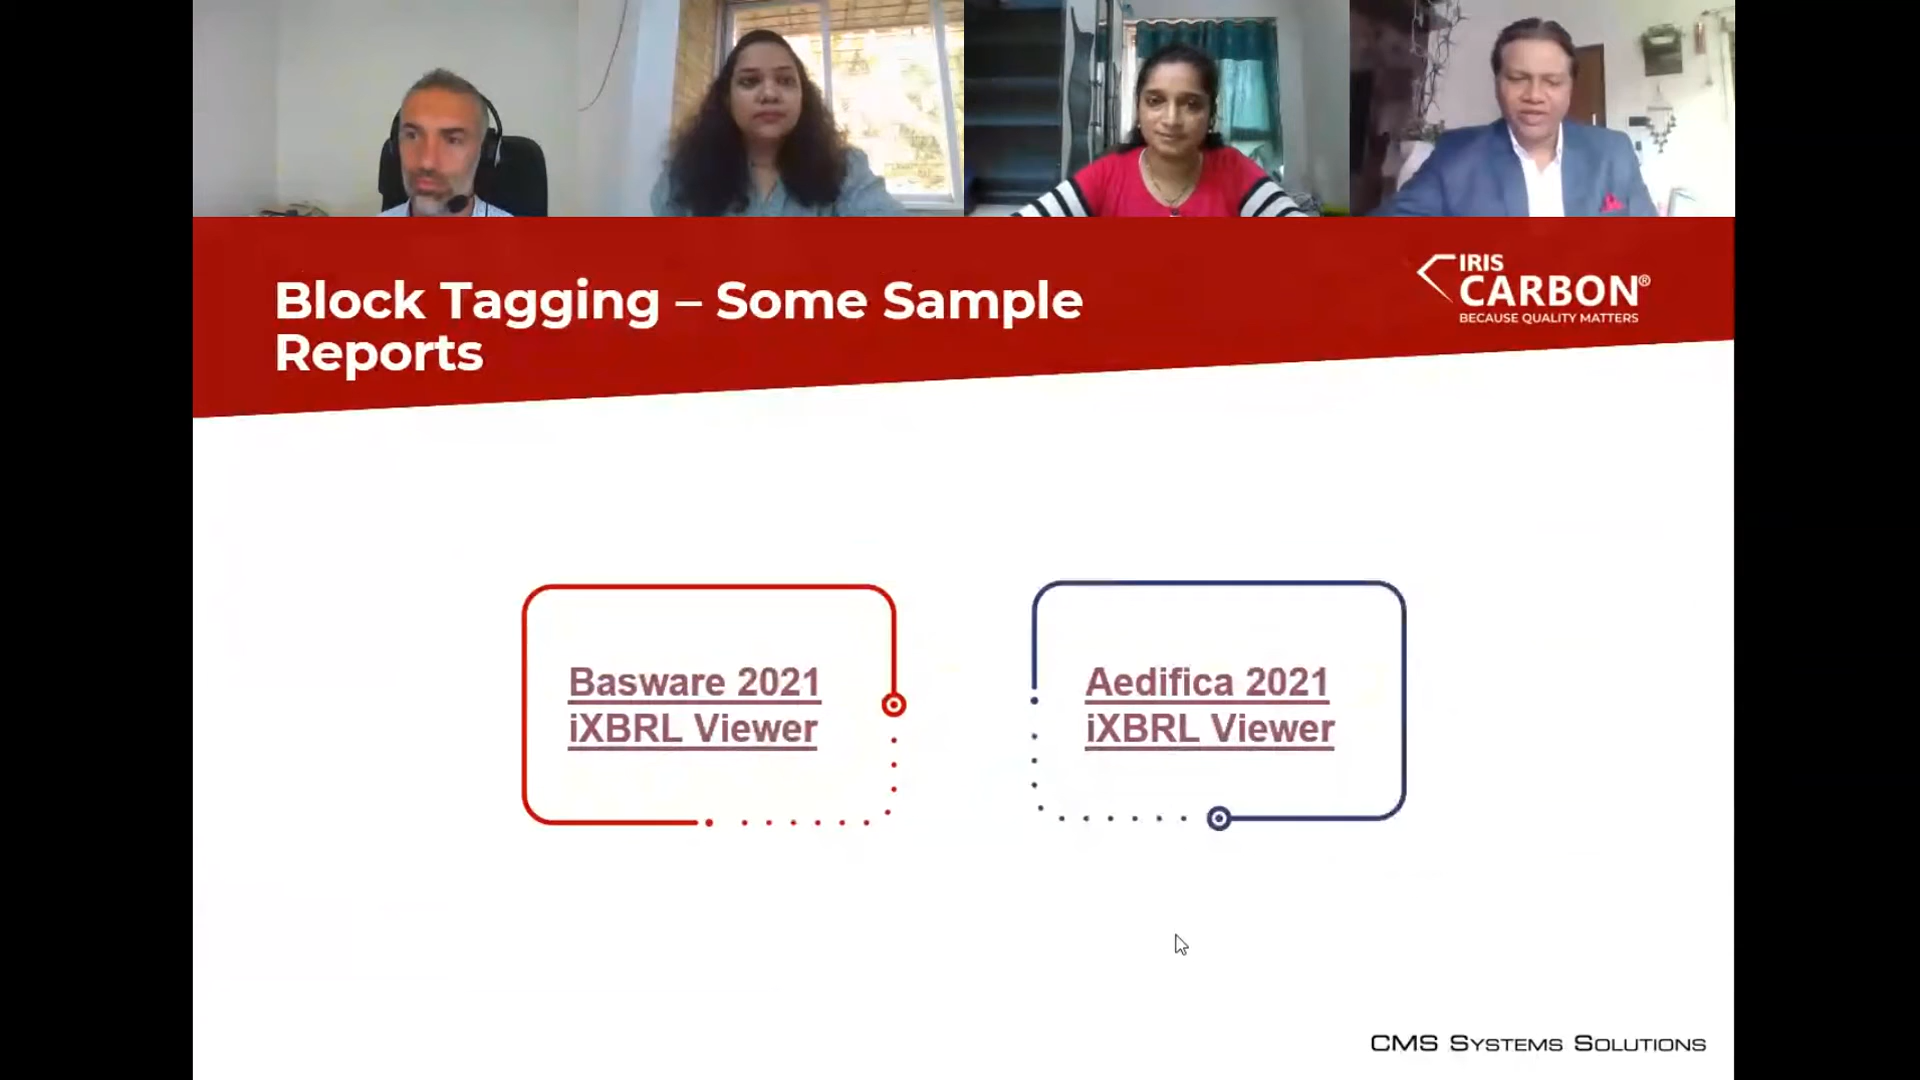 Block Tagging – Some Sample
Reports
IRIS
CARBON®
BECAUSE QUALITY MATTERS
Basware 2021
iXBRL Viewer
Aedifica 2021
iXBRL Viewer
CMS SYSTEMS SOLUTIONS